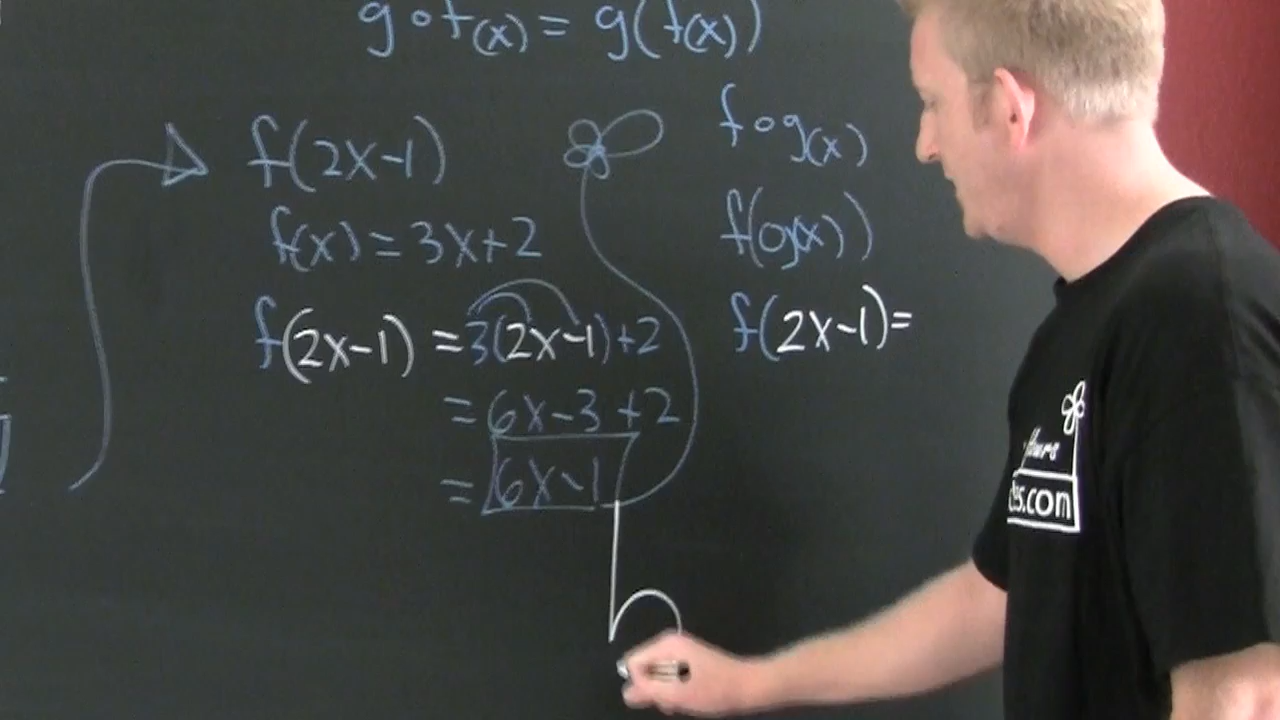 g∘f(x) = g(f(x))
f(2x-1)
f(x) = 3x+2
f(2x-1) = 3(2x-1)+2
= 6x-3+2
= 6x-1
f∘g(x)
f(g(x))
f(2x-1)=
.com